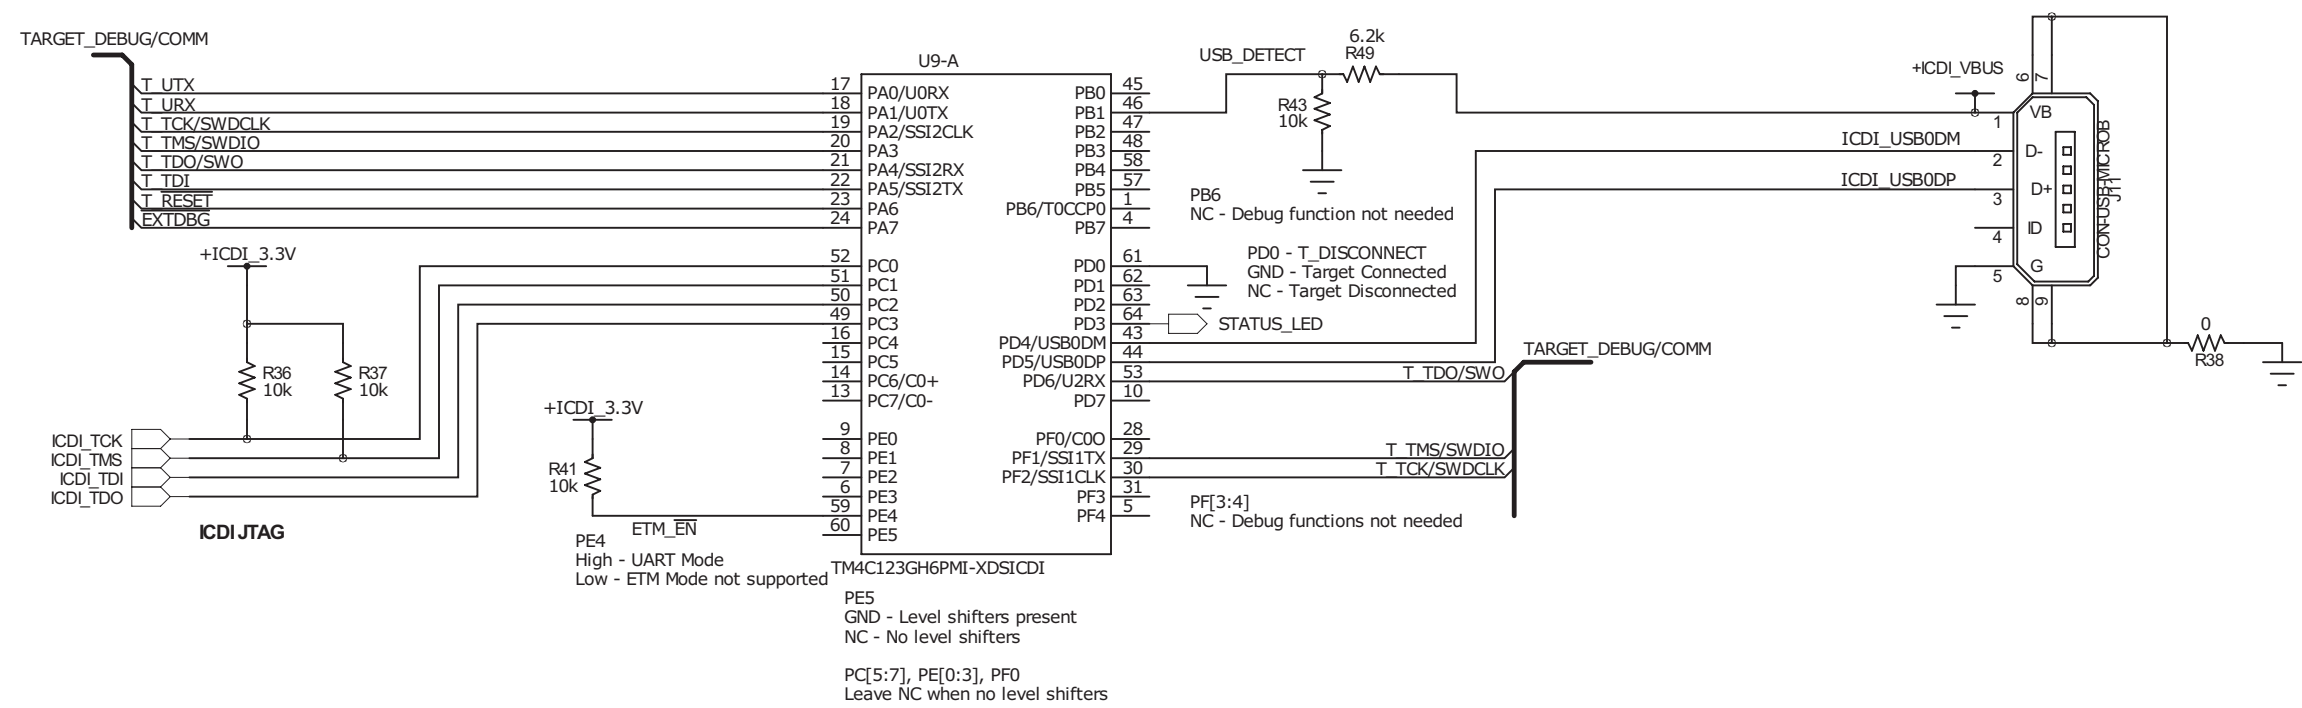 TARGET_DEBUG/COMM
T_UTX
T_URX
T_TCK/SWDCLK
T_TMS/SWDIO
T_TDO/SWO
T_TDI
T_RESET
EXTDBG
+ICDI_3.3V
R36
10k
R37
10k
ICDI_TCK
ICDI_TMS
ICDI_TDI
ICDI_TDO
ICDI JTAG
+ICDI_3.3V
R41
10k
ETM_EN
PE4
High - UART Mode
Low - ETM Mode not supported
U9-A
17 PA0/U0RX
18 PA1/U0TX
19 PA2/SSI2CLK
20 PA3
21 PA4/SSI2RX
22 PA5/SSI2TX
23 PA6
24 PA7
52 PC0
51 PC1
50 PC2
49 PC3
16 PC4
15 PC5
14 PC6/C0+
13 PC7/C0-
9 PE0
8 PE1
7 PE2
6 PE3
59 PE4
60 PE5
PB0 45
PB1 46
PB2 47
PB3 48
PB4 58
PB5 57
PB6/T0CCP0 1
PB7 4
PD0 61
PD1 62
PD2 63
PD3 64
PD4/USB0DM 43
PD5/USB0DP 44
PD6/U2RX 53
PD7 10
PF0/C0O 28
PF1/SSI1TX 29
PF2/SSI1CLK 30
PF3 31
PF4 5
TM4C123GH6PMI-XDSICDI
PE5
GND - Level shifters present
NC - No level shifters
PC[5:7], PE[0:3], PF0
Leave NC when no level shifters
USB_DETECT
6.2k
R49
R43
10k
PB6
NC - Debug function not needed
PD0 - T_DISCONNECT
GND - Target Connected
NC - Target Disconnected
STATUS_LED
TARGET_DEBUG/COMM
T_TDO/SWO
T_TMS/SWDIO
T_TCK/SWDCLK
PF[3:4]
NC - Debug functions not needed
+ICDI_VBUS
ICDI_USB0DM
ICDI_USB0DP
6
7
1 VB
2 D-
3 D+
4 ID
5 G
8
9
CON-USB-MICROB
J11
0
R38